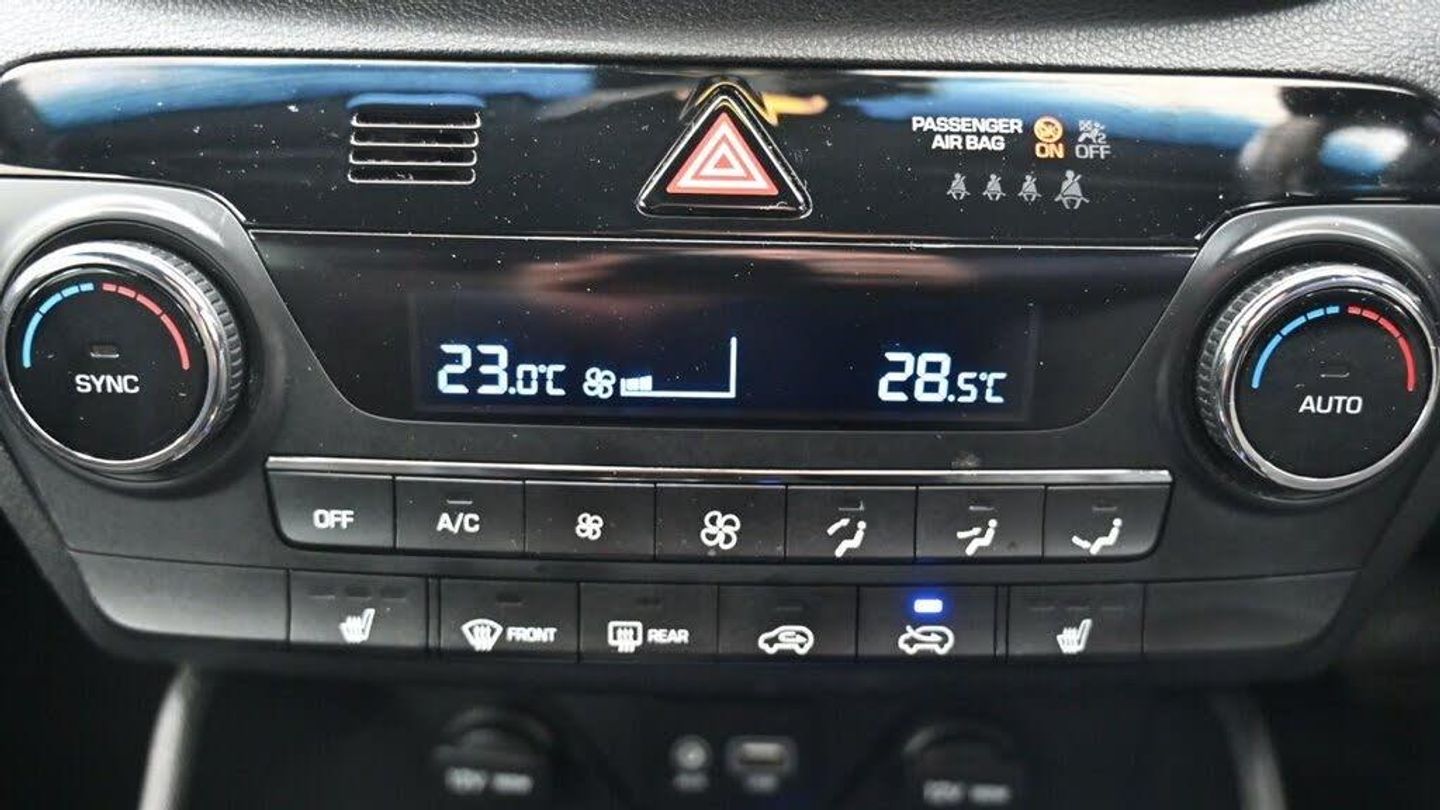 PASSENGER
AIR BAG
ON
OFF
23.0°C
28.5°C
SYNC
AUTO
OFF
A/C
FRONT
REAR